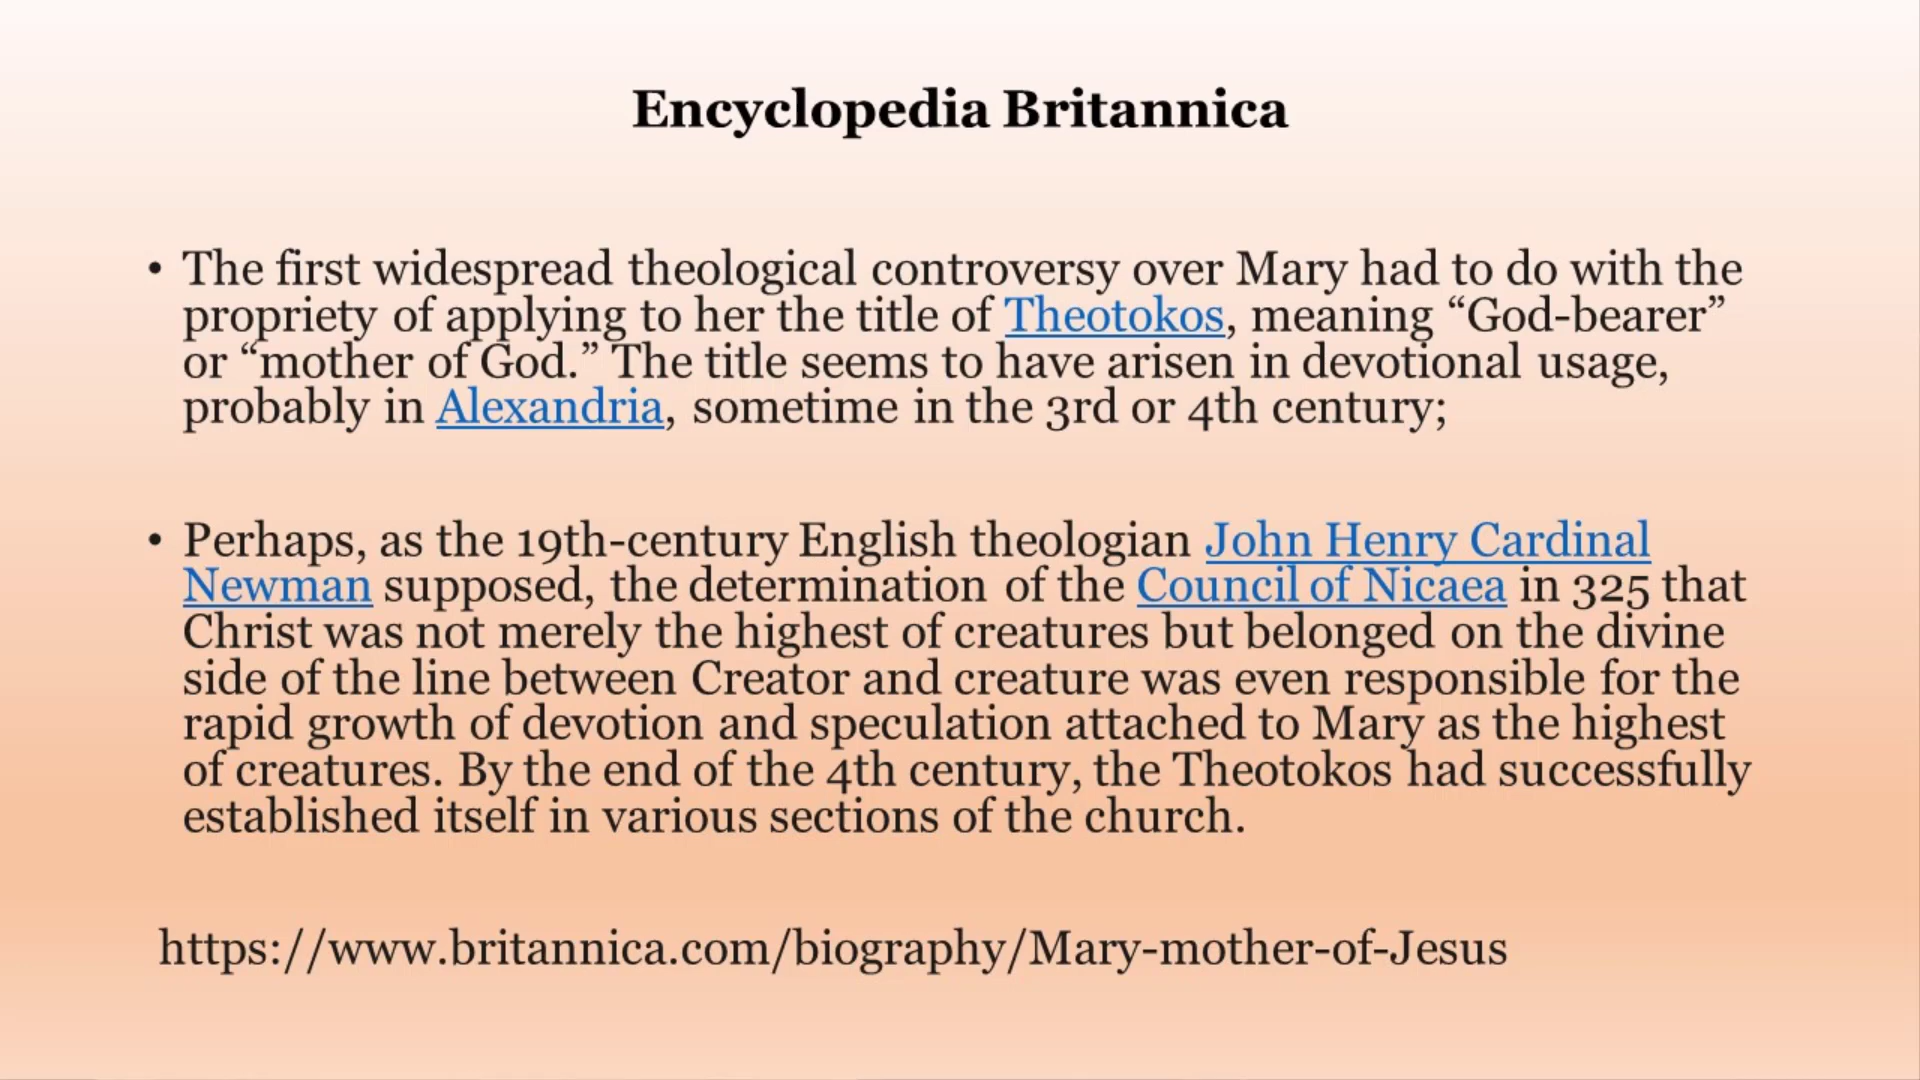 Encyclopedia Britannica
• The first widespread theological controversy over Mary had to do with the
propriety of applying to her the title of Theotokos, meaning “God-bearer”
or “mother of God.” The title seems to have arisen in devotional usage,
probably in Alexandria, sometime in the 3rd or 4th century;
• Perhaps, as the 19th-century English theologian John Henry Cardinal
Newman supposed, the determination of the Council of Nicaea in 325 that
Christ was not merely the highest of creatures but belonged on the divine
side of the line between Creator and creature was even responsible for the
rapid growth of devotion and speculation attached to Mary as the highest
of creatures. By the end of the 4th century, the Theotokos had successfully
established itself in various sections of the church.
https://www.britannica.com/biography/Mary-mother-of-Jesus